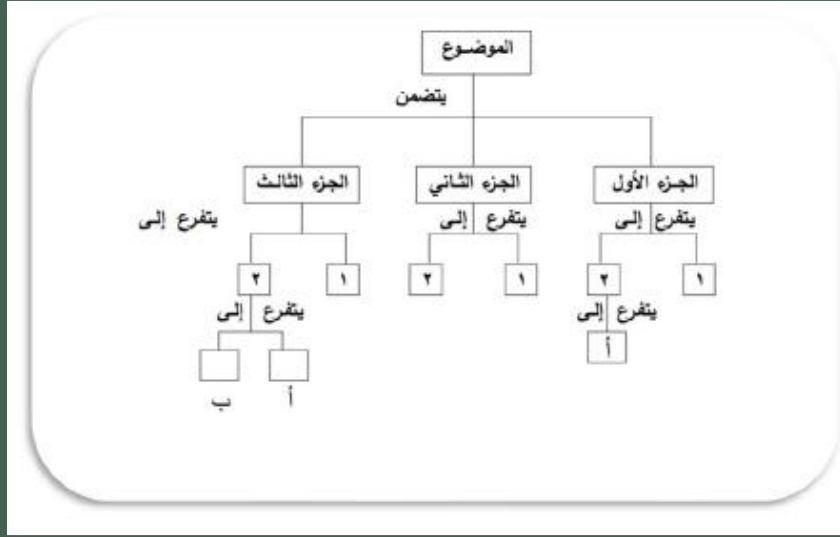 الموضوع
يتضمن
الجزء الأول
الجزء الثاني
الجزء الثالث
يتفرع إلى
يتفرع إلى
يتفرع إلى
١
٢
١
٢
١
٢
يتفرع إلى
يتفرع إلى
أ
أ
ب